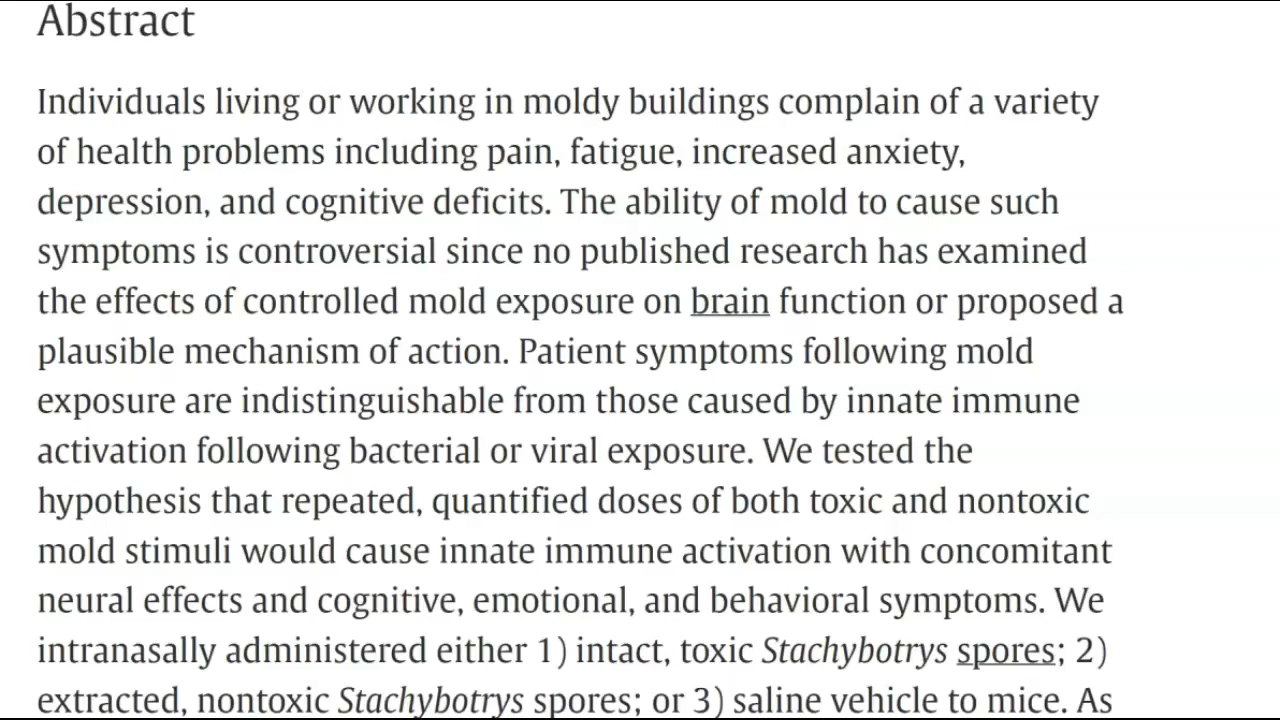 Abstract
Individuals living or working in moldy buildings complain of a variety
of health problems including pain, fatigue, increased anxiety,
depression, and cognitive deficits. The ability of mold to cause such
symptoms is controversial since no published research has examined
the effects of controlled mold exposure on brain function or proposed a
plausible mechanism of action. Patient symptoms following mold
exposure are indistinguishable from those caused by innate immune
activation following bacterial or viral exposure. We tested the
hypothesis that repeated, quantified doses of both toxic and nontoxic
mold stimuli would cause innate immune activation with concomitant
neural effects and cognitive, emotional, and behavioral symptoms. We
intranasally administered either 1) intact, toxic Stachybotrys spores; 2)
extracted, nontoxic Stachybotrys spores; or 3) saline vehicle to mice. As